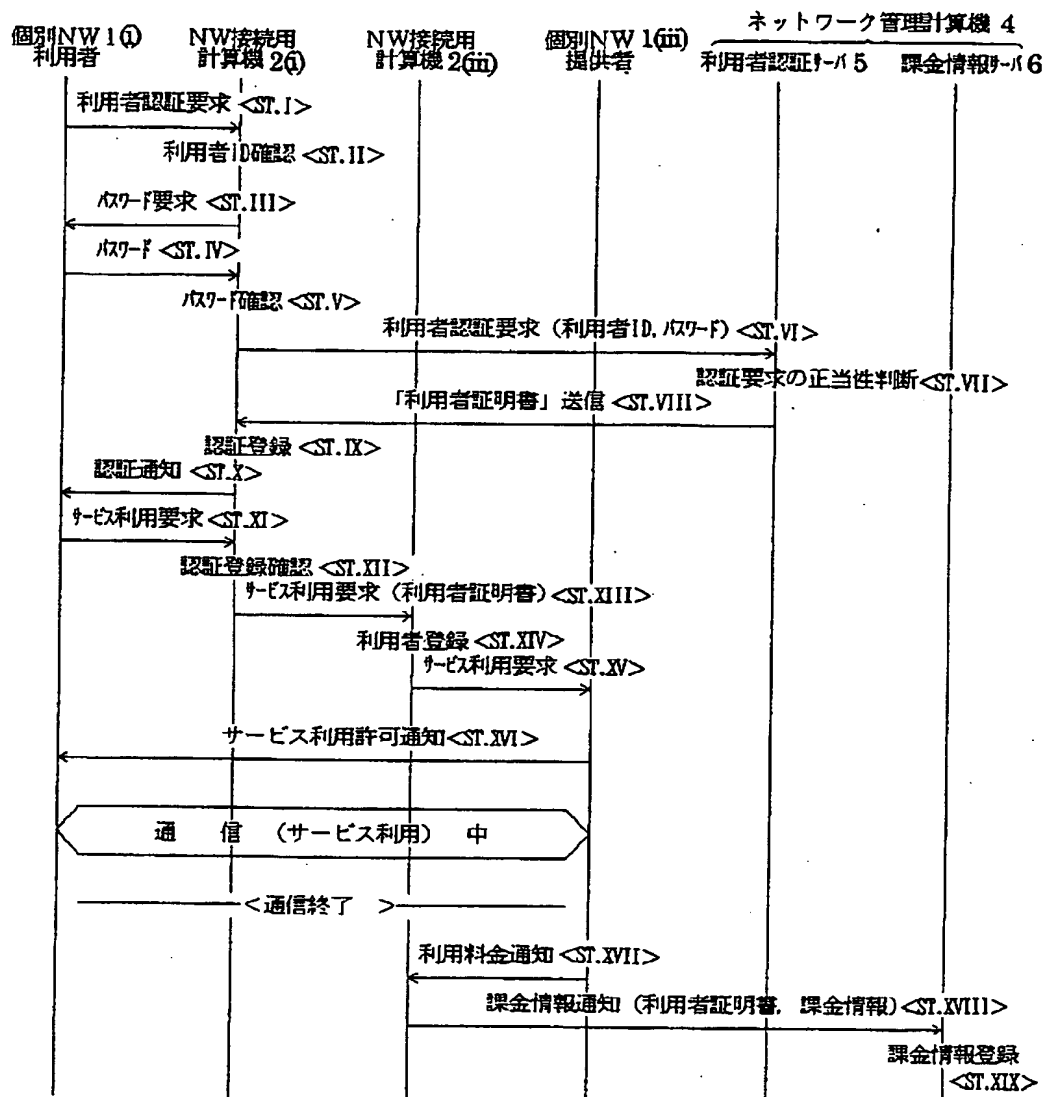 ネットワーク管理計算機 4
個別NW 1(i)
利用者
NW接続用
計算機 2(i)
NW接続用
計算機 2(iii)
個別NW 1(iii)
提供者
利用者認証サーバ 5
課金情報サーバ 6
利用者認証要求 <ST.I>
利用者ID確認 <ST.II>
パスワード要求 <ST.III>
パスワード <ST.IV>
パスワード確認 <ST.V>
利用者認証要求 (利用者ID, パスワード) <ST.VI>
認証要求の正当性判断<ST.VII>
「利用者証明書」送信 <ST.VIII>
認証登録 <ST.IX>
認証通知 <ST.X>
サービス利用要求 <ST.XI>
認証登録確認 <ST.XII>
サービス利用要求 (利用者証明書) <ST.XIII>
利用者登録 <ST.XIV>
サービス利用要求 <ST.XV>
サービス利用許可通知<ST.XVI>
通 信 (サービス利用) 中
<通信終了 >
利用料金通知 <ST.XVII>
課金情報通知 (利用者証明書, 課金情報) <ST.XVIII>
課金情報登録
<ST.XIX>